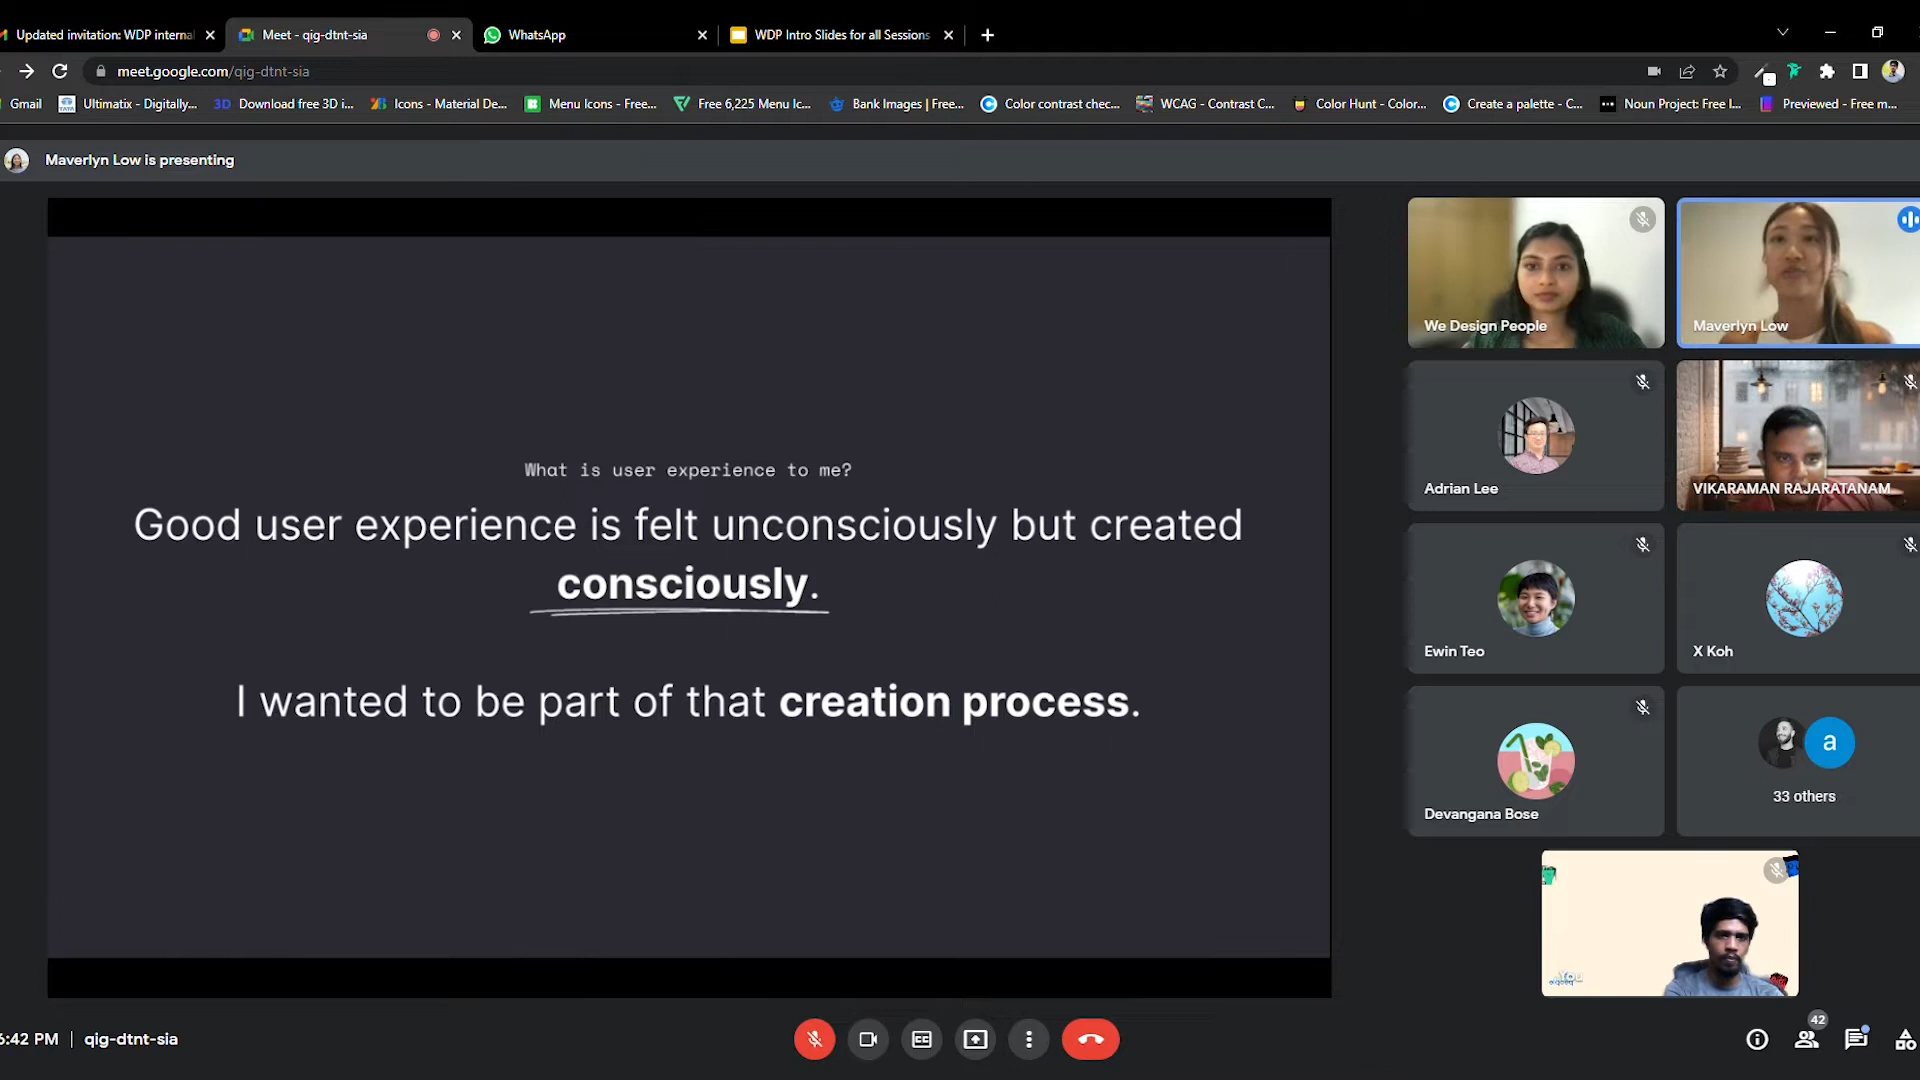 Updated invitation: WDP internal
Meet - qig-dtnt-sia
WhatsApp
WDP Intro Slides for all Sessions
meet.google.com/qig-dtnt-sia
Gmail
TATA
Ultimatix - Digitally...
3D
Download free 3D i...
Icons - Material De...
Menu Icons - Free...
Free 6,225 Menu Ic...
Bank Images | Free...
Color contrast chec...
WCAG - Contrast C...
Color Hunt - Color...
Create a palette - C...
Noun Project: Free I...
Previewed - Free m...
Maverlyn Low is presenting
What is user experience to me?
Good user experience is felt unconsciously but created
consciously.
I wanted to be part of that creation process.
We Design People
Maverlyn Low
Adrian Lee
VIKARAMAN RAJARATANAM
Ewin Teo
X Koh
Devangana Bose
a
33 others
You
6:42 PM
qig-dtnt-sia
42